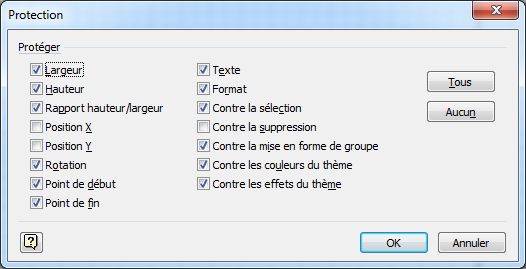 Protection
Protéger
Largeur
Hauteur
Rapport hauteur/largeur
Position X
Position Y
Rotation
Point de début
Point de fin
Texte
Format
Contre la sélection
Contre la suppression
Contre la mise en forme de groupe
Contre les couleurs du thème
Contre les effets du thème
Tous
Aucun
OK
Annuler